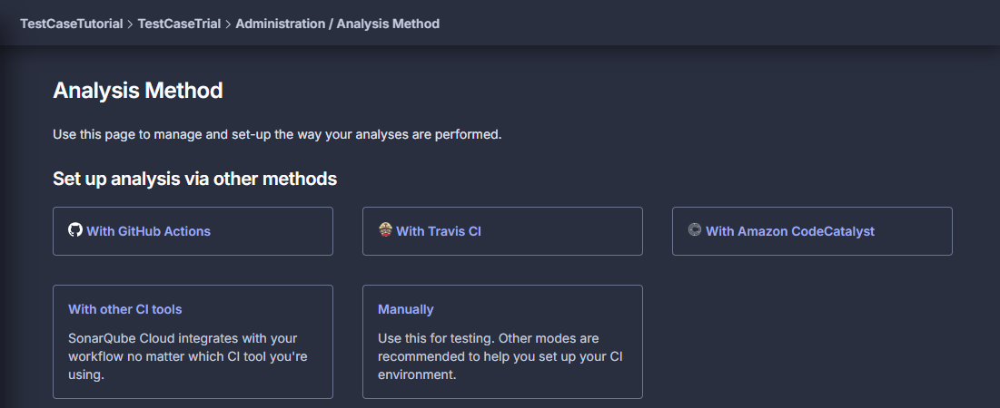 TestCaseTutorial > TestCaseTrial > Administration / Analysis Method
Analysis Method
Use this page to manage and set-up the way your analyses are performed.
Set up analysis via other methods
With GitHub Actions
With Travis CI
With Amazon CodeCatalyst
With other CI tools
SonarQube Cloud integrates with your
workflow no matter which CI tool you're
using.
Manually
Use this for testing. Other modes are
recommended to help you set up your CI
environment.